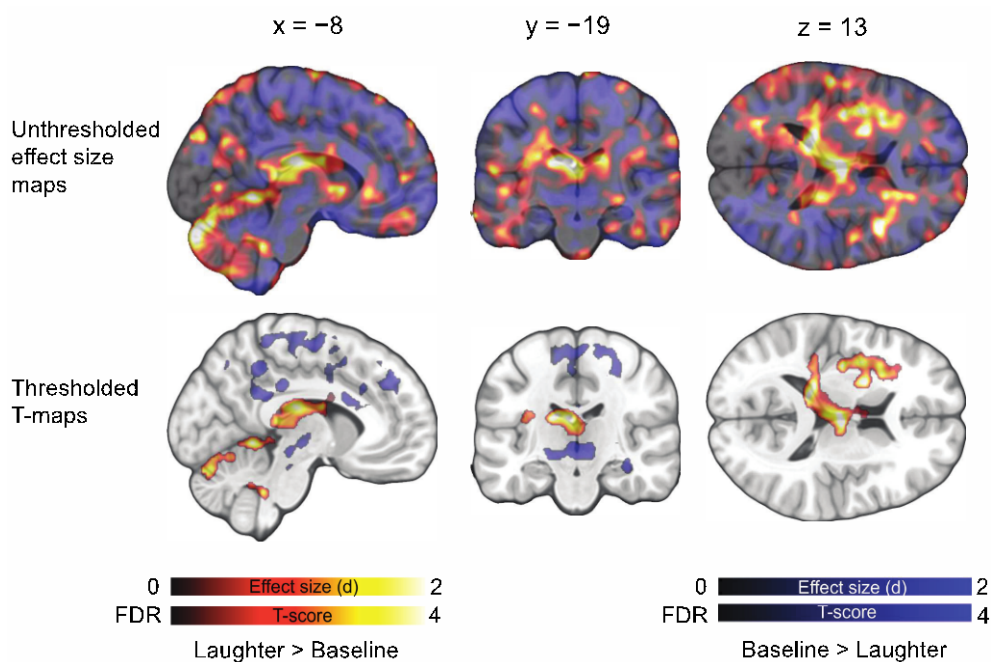 x = −8 y = −19 z = 13
Unthresholded
effect size
maps
Thresholded
T-maps
0 Effect size (d) 2 0 Effect size (d) 2
FDR T-score 4 FDR T-score 4
Laughter > Baseline Baseline > Laughter